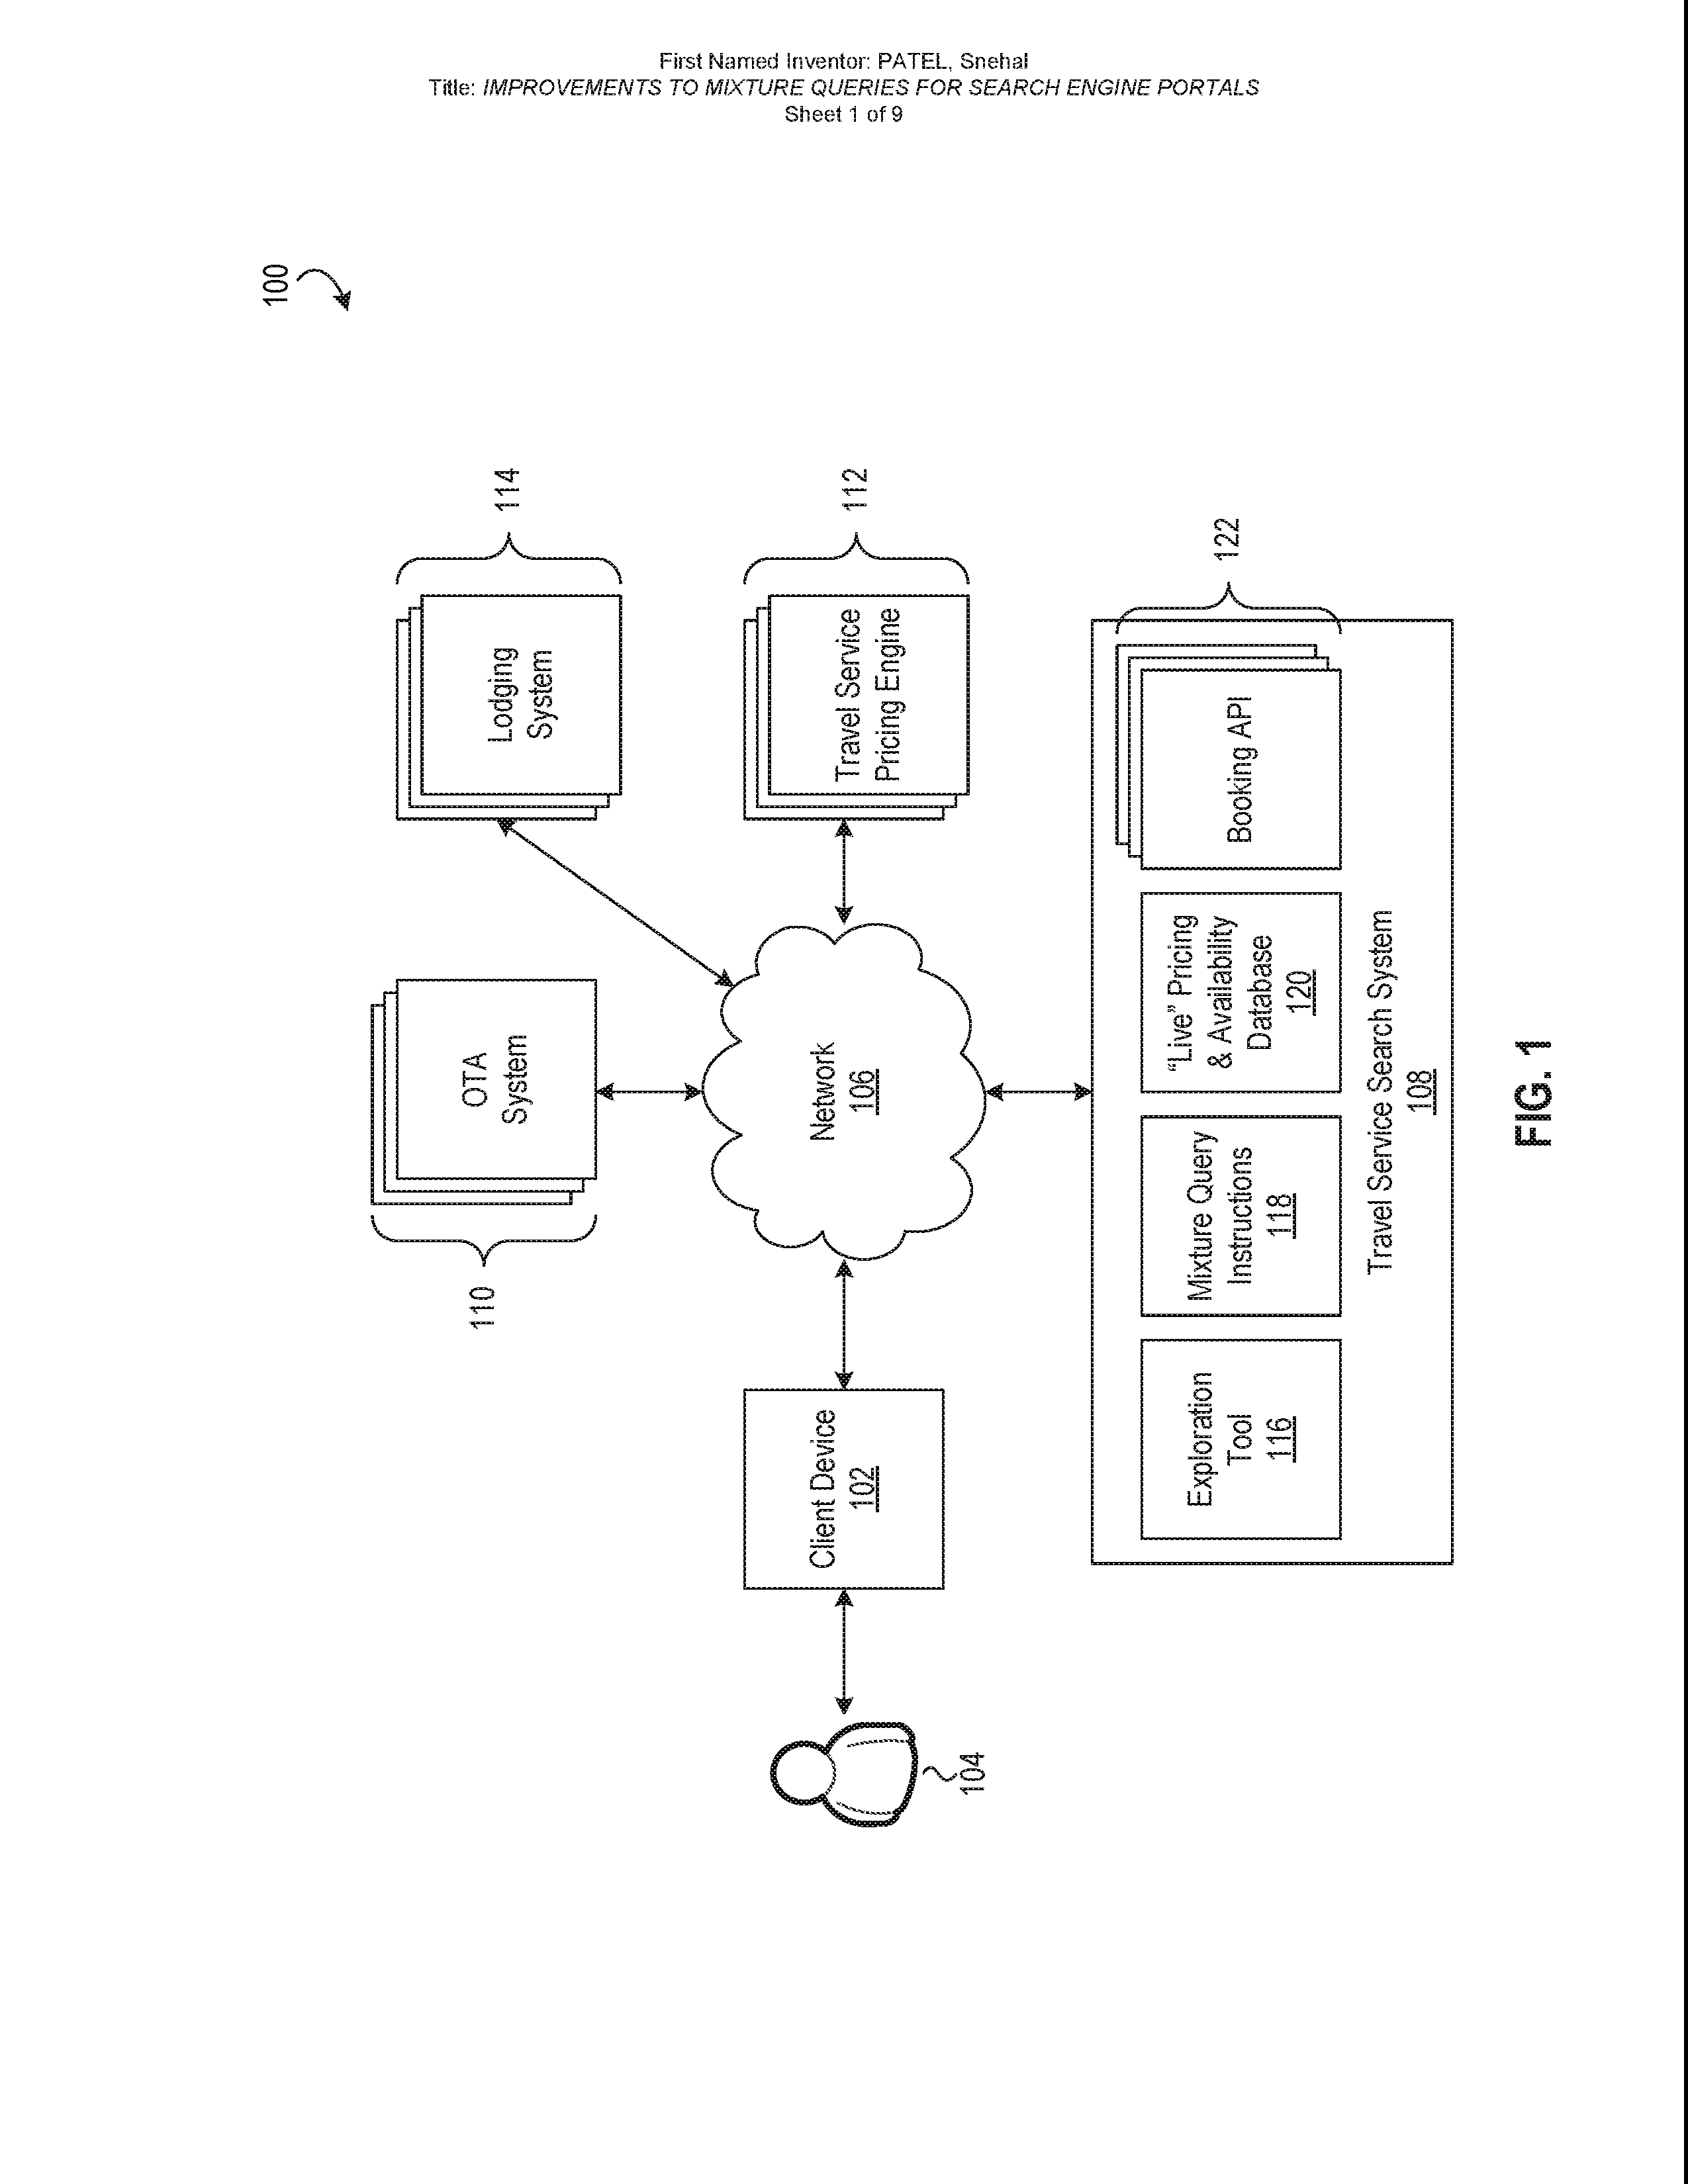 First Named Inventor: PATEL, Snehal
Title: IMPROVEMENTS TO MIXTURE QUERIES FOR SEARCH ENGINE PORTALS
Sheet 1 of 9
100
110
OTA
System
Lodging
System
114
104
Client Device
102
Network
106
Travel Service
Pricing Engine
112
Exploration
Tool
116
Mixture Query
Instructions
118
“Live” Pricing
& Availability
Database
120
Booking API
122
Travel Service Search System
108
FIG. 1